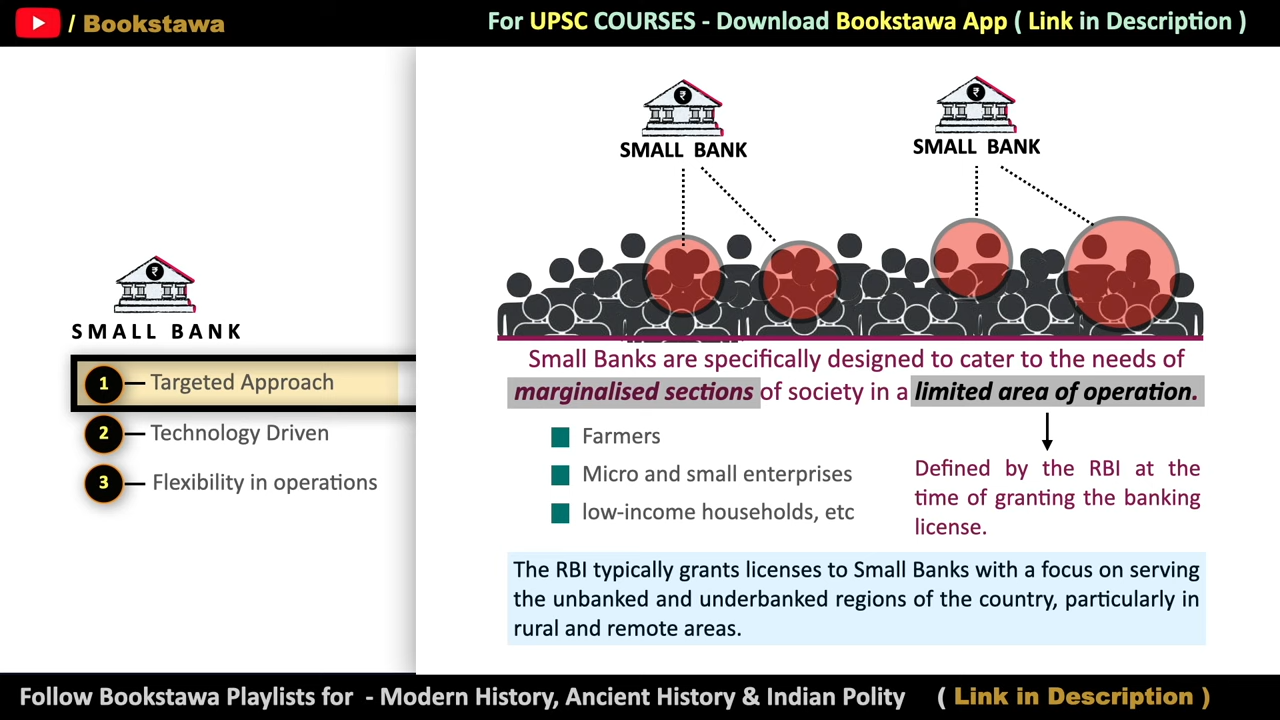 / Bookstawa
For UPSC COURSES - Download Bookstawa App ( Link in Description )
₹
SMALL BANK
1 Targeted Approach
2 Technology Driven
3 Flexibility in operations
₹
SMALL BANK
₹
SMALL BANK
Small Banks are specifically designed to cater to the needs of
marginalised sections of society in a limited area of operation.
Farmers
Micro and small enterprises
low-income households, etc
Defined by the RBI at the
time of granting the banking
license.
The RBI typically grants licenses to Small Banks with a focus on serving
the unbanked and underbanked regions of the country, particularly in
rural and remote areas.
Follow Bookstawa Playlists for - Modern History, Ancient History & Indian Polity ( Link in Description )